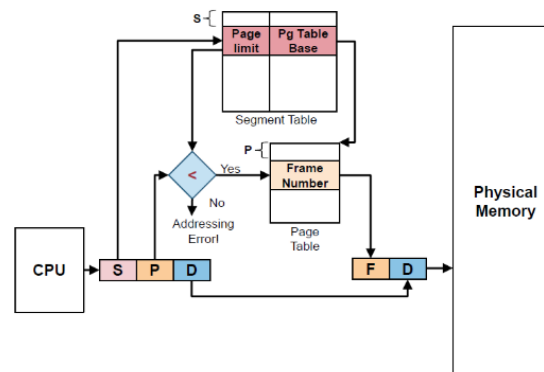 S
Page limit
Pg Table Base
Segment Table
P
<
Yes
Frame Number
No
Addressing Error!
Page Table
Physical Memory
CPU
S P D
F D